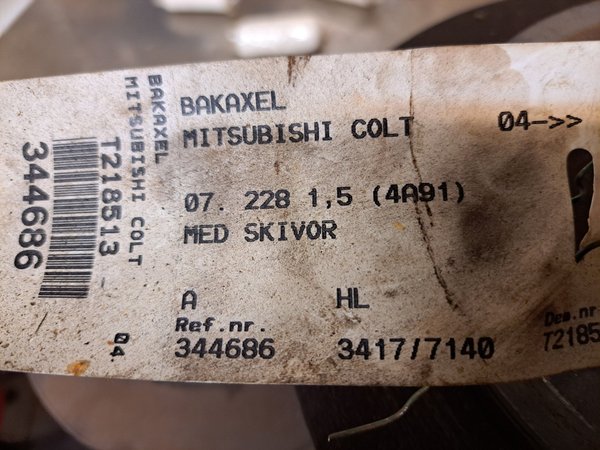 BAKAXEL
MITSUBISHI COLT 04->>
07. 228 1,5 (4A91)
MED SKIVOR
A HL
Ref.nr. Dem.nr
344686 3417/7140 T2185
BAKAXEL
MITSUBISHI COLT 04
T218513
344686